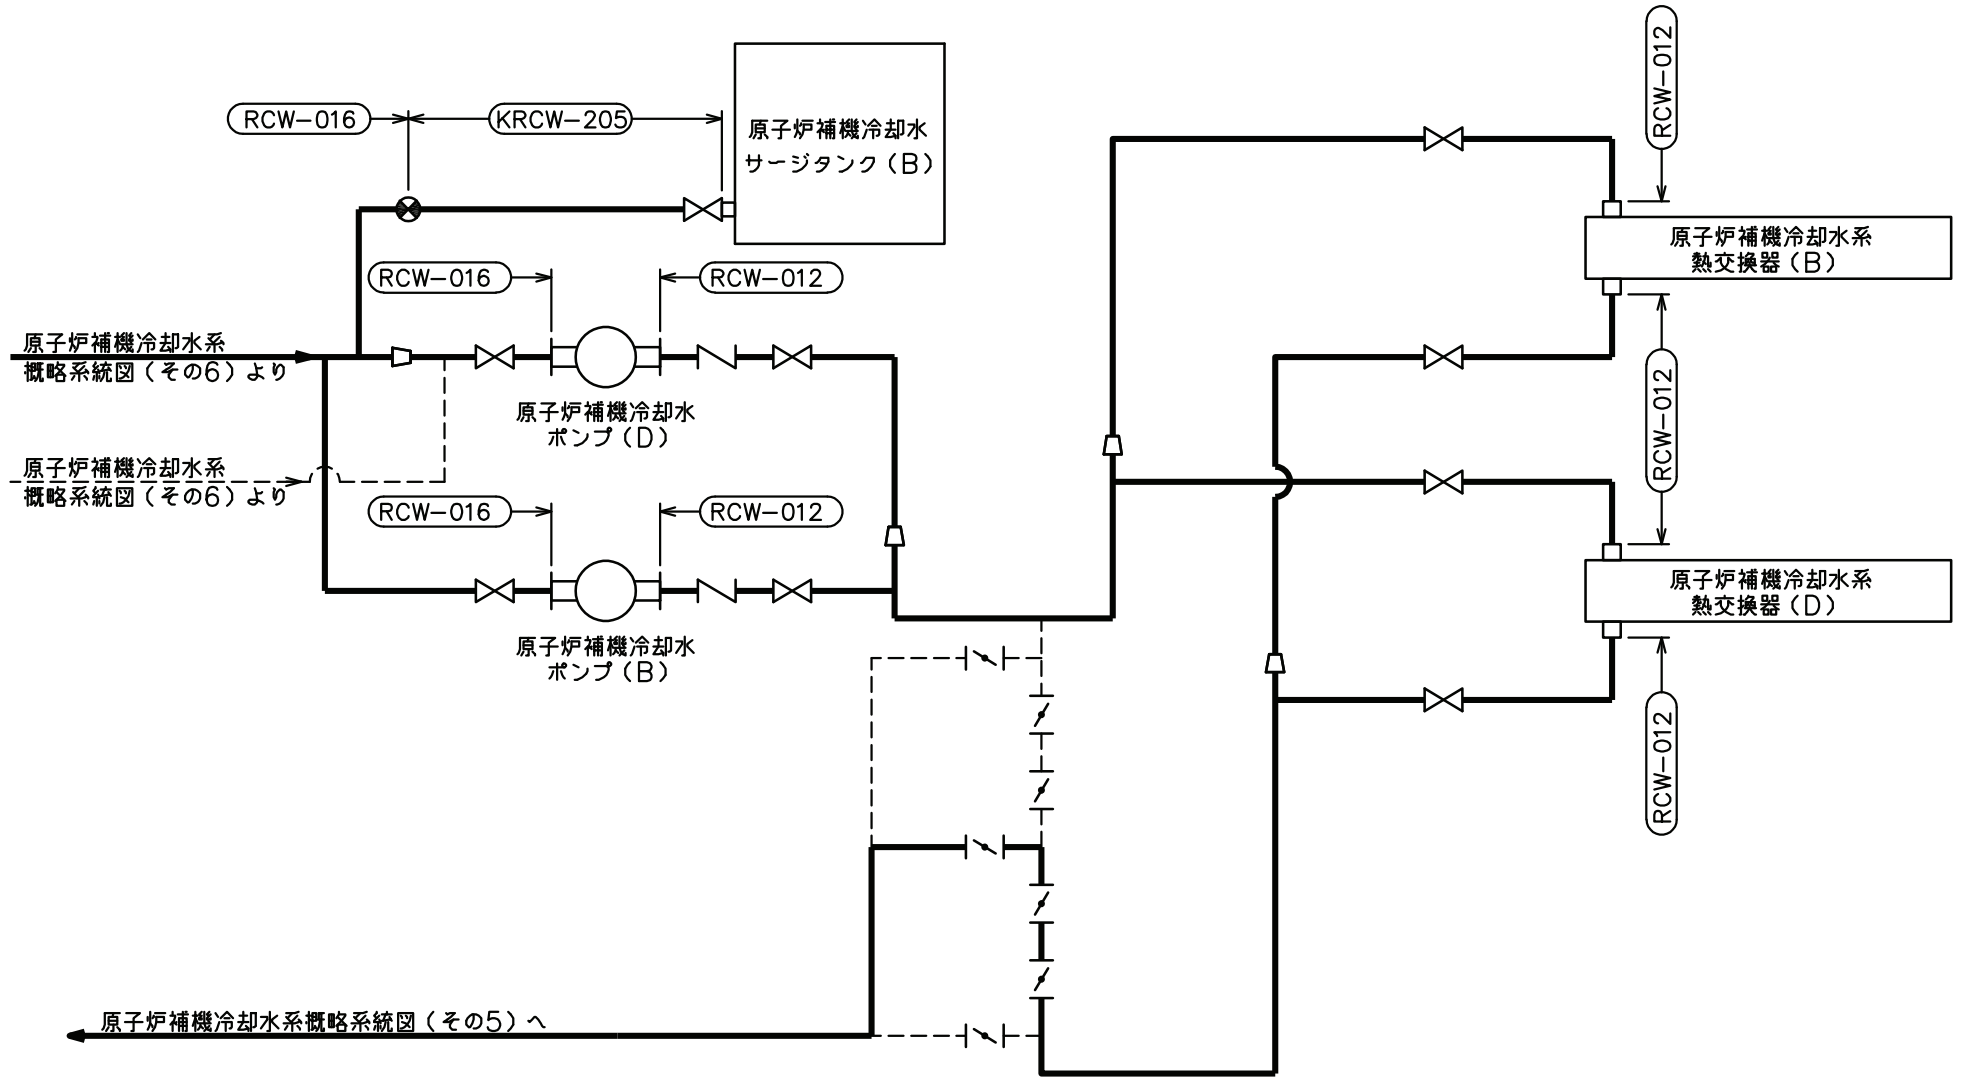 RCW-012
RCW-016
KRCW-205
原子炉補機冷却水
サージタンク(B)
原子炉補機冷却水系
熱交換器(B)
RCW-016
RCW-012
原子炉補機冷却水系
概略系統図(その6)より
原子炉補機冷却水
ポンプ(D)
RCW-012
原子炉補機冷却水系
概略系統図(その6)より
RCW-016
RCW-012
原子炉補機冷却水系
熱交換器(D)
原子炉補機冷却水
ポンプ(B)
RCW-012
原子炉補機冷却水系概略系統図(その5)へ